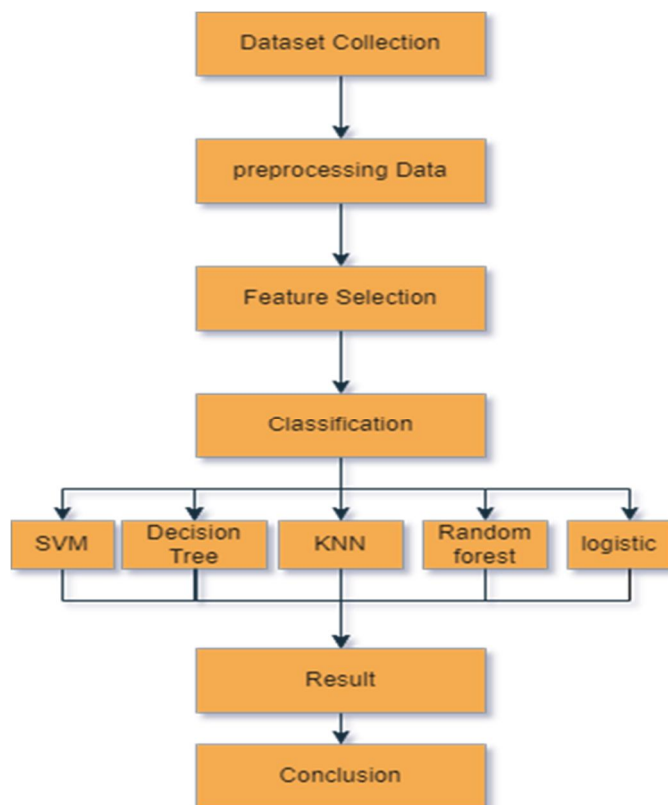 Dataset Collection
preprocessing Data
Feature Selection
Classification
SVM
Decision
Tree
KNN
Random
forest
logistic
Result
Conclusion